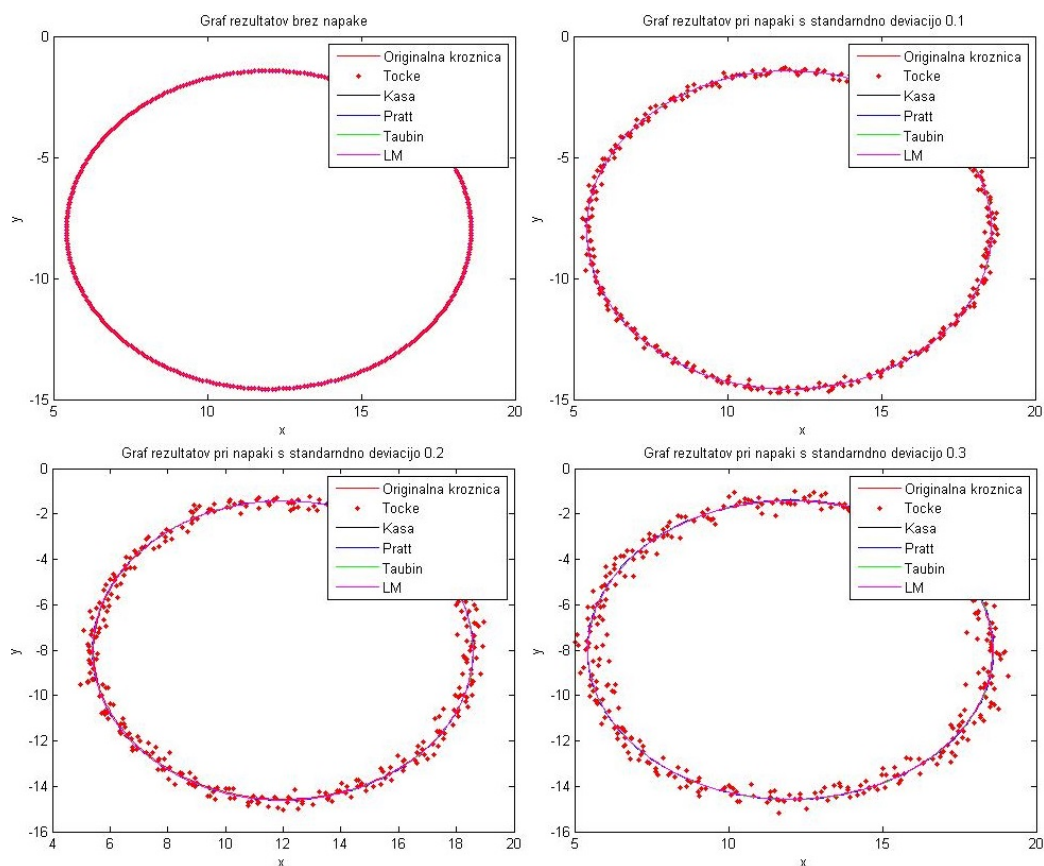 Graf rezultatov brez napake
0
-5
-10
-15
5
10
15
20
x
y
Originalna kroznica
Tocke
Kasa
Pratt
Taubin
LM
Graf rezultatov pri napaki s standarndno deviacijo 0.1
0
-5
-10
-15
5
10
15
20
x
y
Originalna kroznica
Tocke
Kasa
Pratt
Taubin
LM
Graf rezultatov pri napaki s standarndno deviacijo 0.2
0
-2
-4
-6
-8
-10
-12
-14
-16
4
6
8
10
12
14
16
18
20
x
y
Originalna kroznica
Tocke
Kasa
Pratt
Taubin
LM
Graf rezultatov pri napaki s standarndno deviacijo 0.3
0
-2
-4
-6
-8
-10
-12
-14
-16
5
10
15
20
x
y
Originalna kroznica
Tocke
Kasa
Pratt
Taubin
LM